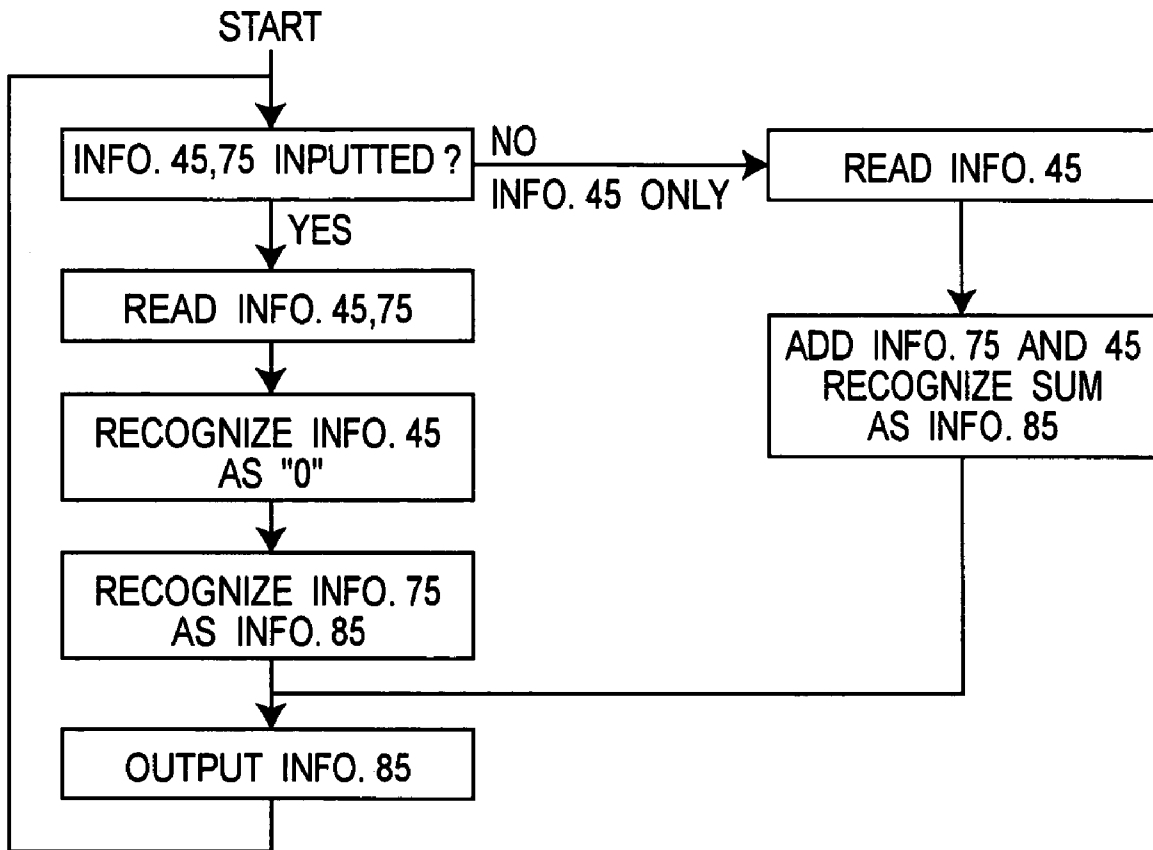 START
INFO. 45,75 INPUTTED ?
NO
INFO. 45 ONLY
READ INFO. 45
YES
READ INFO. 45,75
ADD INFO. 75 AND 45
RECOGNIZE SUM
AS INFO. 85
RECOGNIZE INFO. 45
AS "0"
RECOGNIZE INFO. 75
AS INFO. 85
OUTPUT INFO. 85